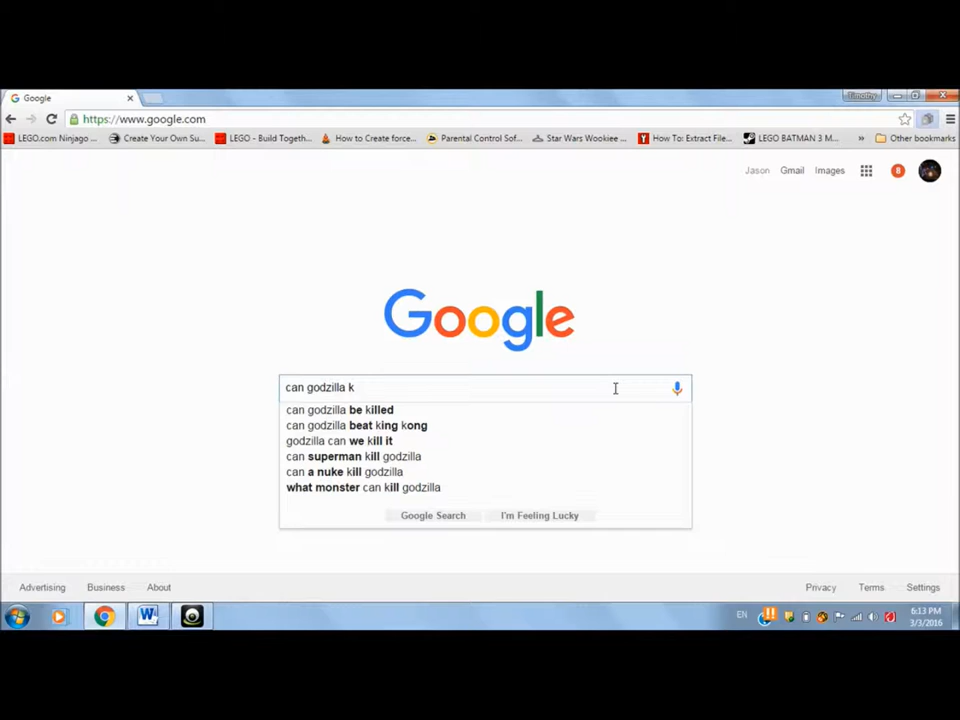 Google
Timothy
https://www.google.com
LEGO.com Ninjago ...
Create Your Own Su...
LEGO - Build Togeth...
How to Create force...
Parental Control Sof...
Star Wars Wookiee ...
How To: Extract File...
LEGO BATMAN 3 M...
»
Other bookmarks
Jason
Gmail
Images
8
Google
can godzilla k
can godzilla be killed
can godzilla beat king kong
godzilla can we kill it
can superman kill godzilla
can a nuke kill godzilla
what monster can kill godzilla
Google Search
I'm Feeling Lucky
Advertising
Business
About
Privacy
Terms
Settings
EN
6:13 PM
3/3/2016